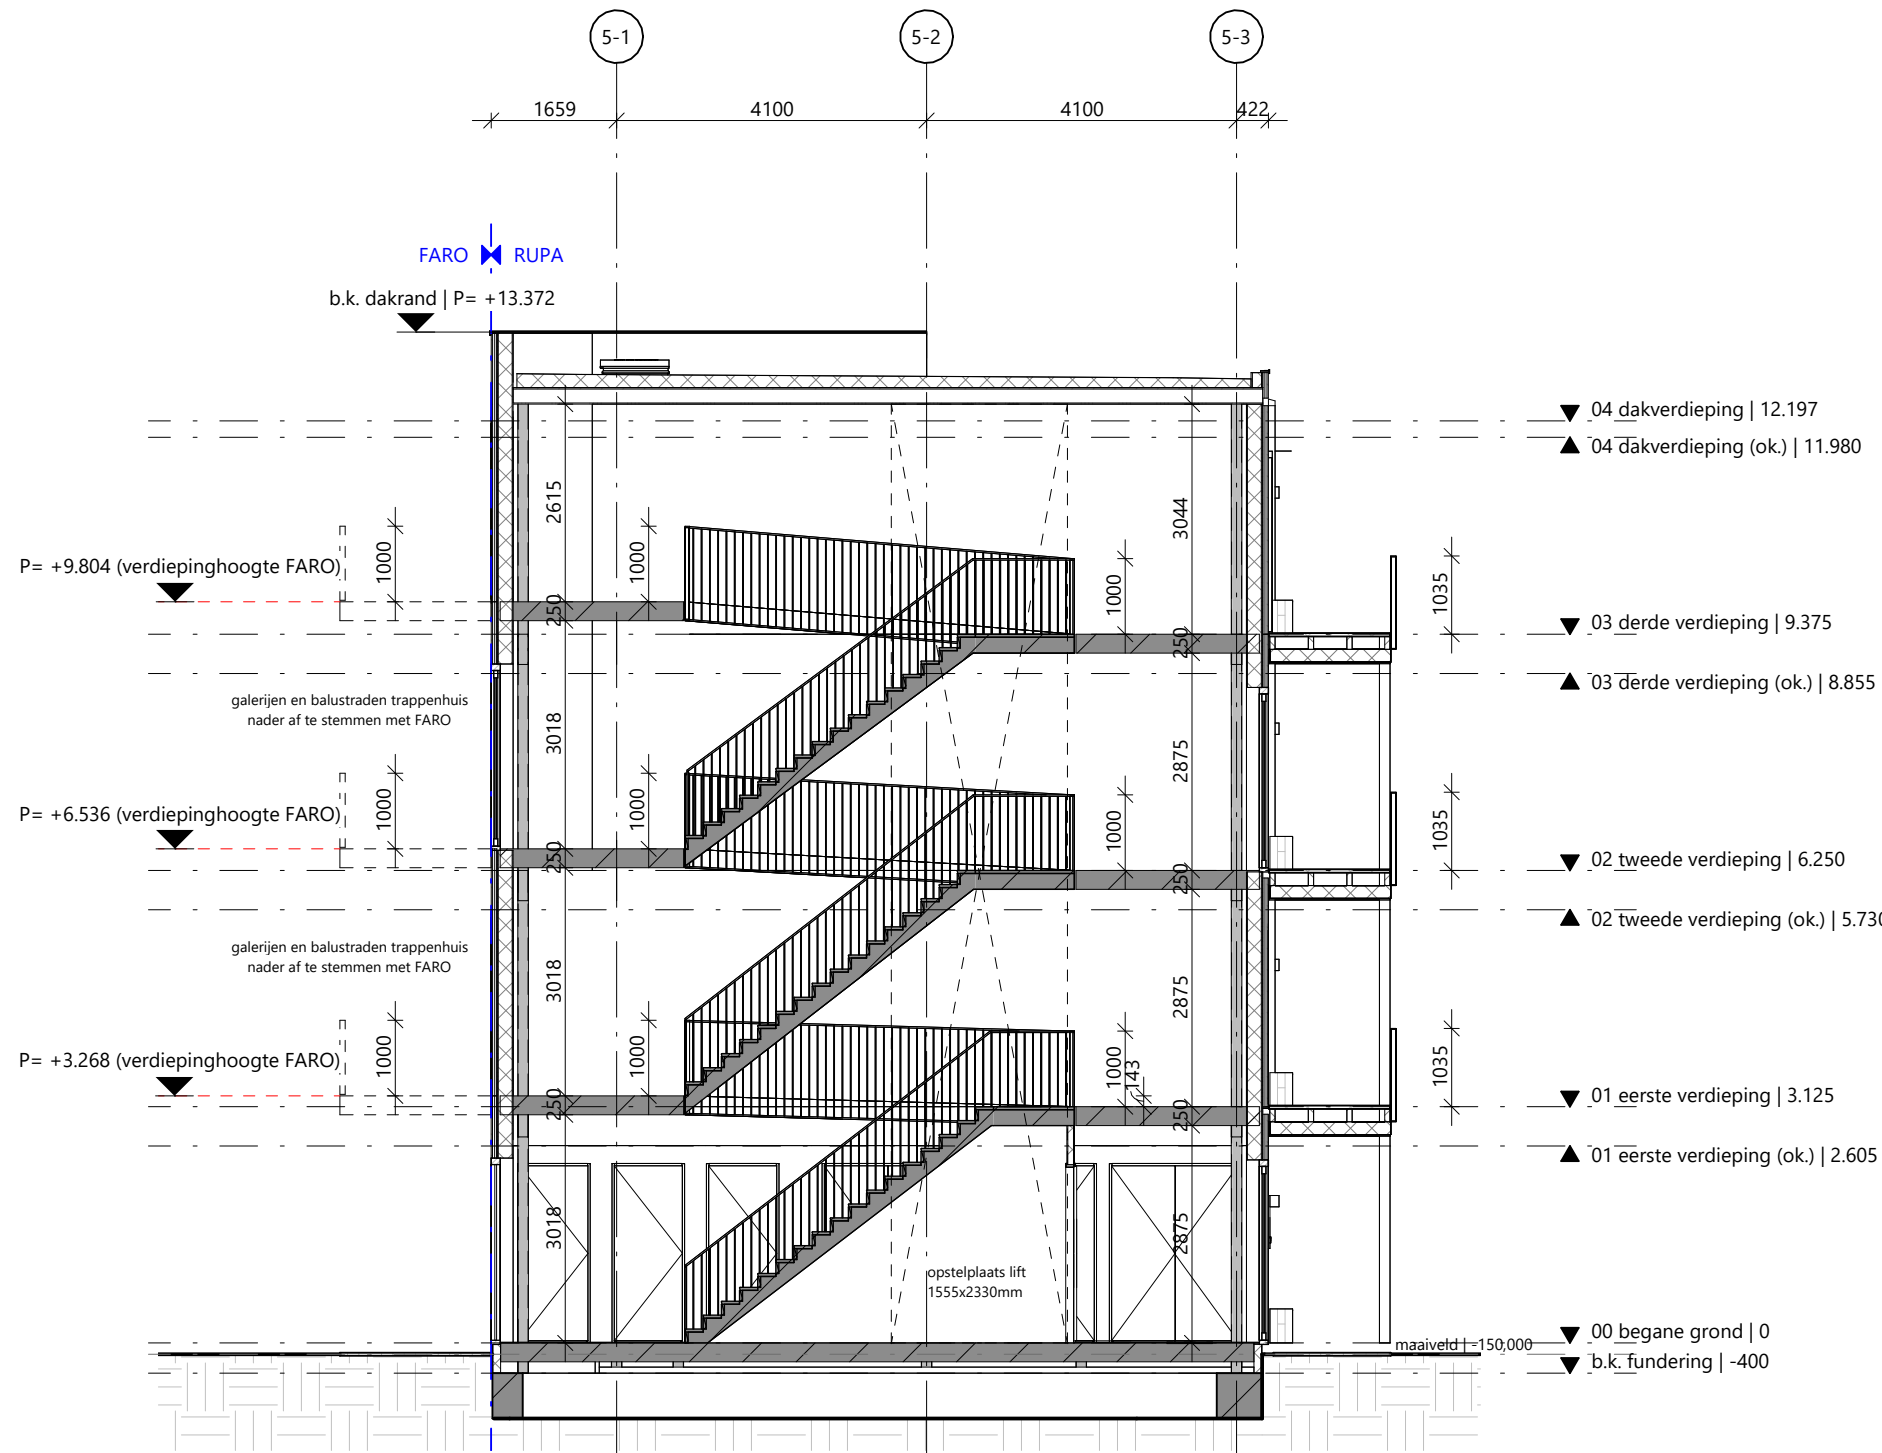 5-1
5-2
5-3
1659
4100
4100
422
FARO
RUPA
b.k. dakrand | P= +13.372
04 dakverdieping | 12.197
04 dakverdieping (ok.) | 11.980
2615
3044
P= +9.804 (verdiepinghoogte FARO)
1000
1000
1000
1035
250
250
03 derde verdieping | 9.375
03 derde verdieping (ok.) | 8.855
galerijen en balustraden trappenhuis
nader af te stemmen met FARO
3018
2875
P= +6.536 (verdiepinghoogte FARO)
1000
1000
1000
1035
250
250
02 tweede verdieping | 6.250
02 tweede verdieping (ok.) | 5.730
galerijen en balustraden trappenhuis
nader af te stemmen met FARO
3018
2875
P= +3.268 (verdiepinghoogte FARO)
1000
1000
1000
143
1035
250
250
01 eerste verdieping | 3.125
01 eerste verdieping (ok.) | 2.605
3018
2875
opstelplaats lift
1555x2330mm
00 begane grond | 0
maaiveld | -150,000
b.k. fundering | -400